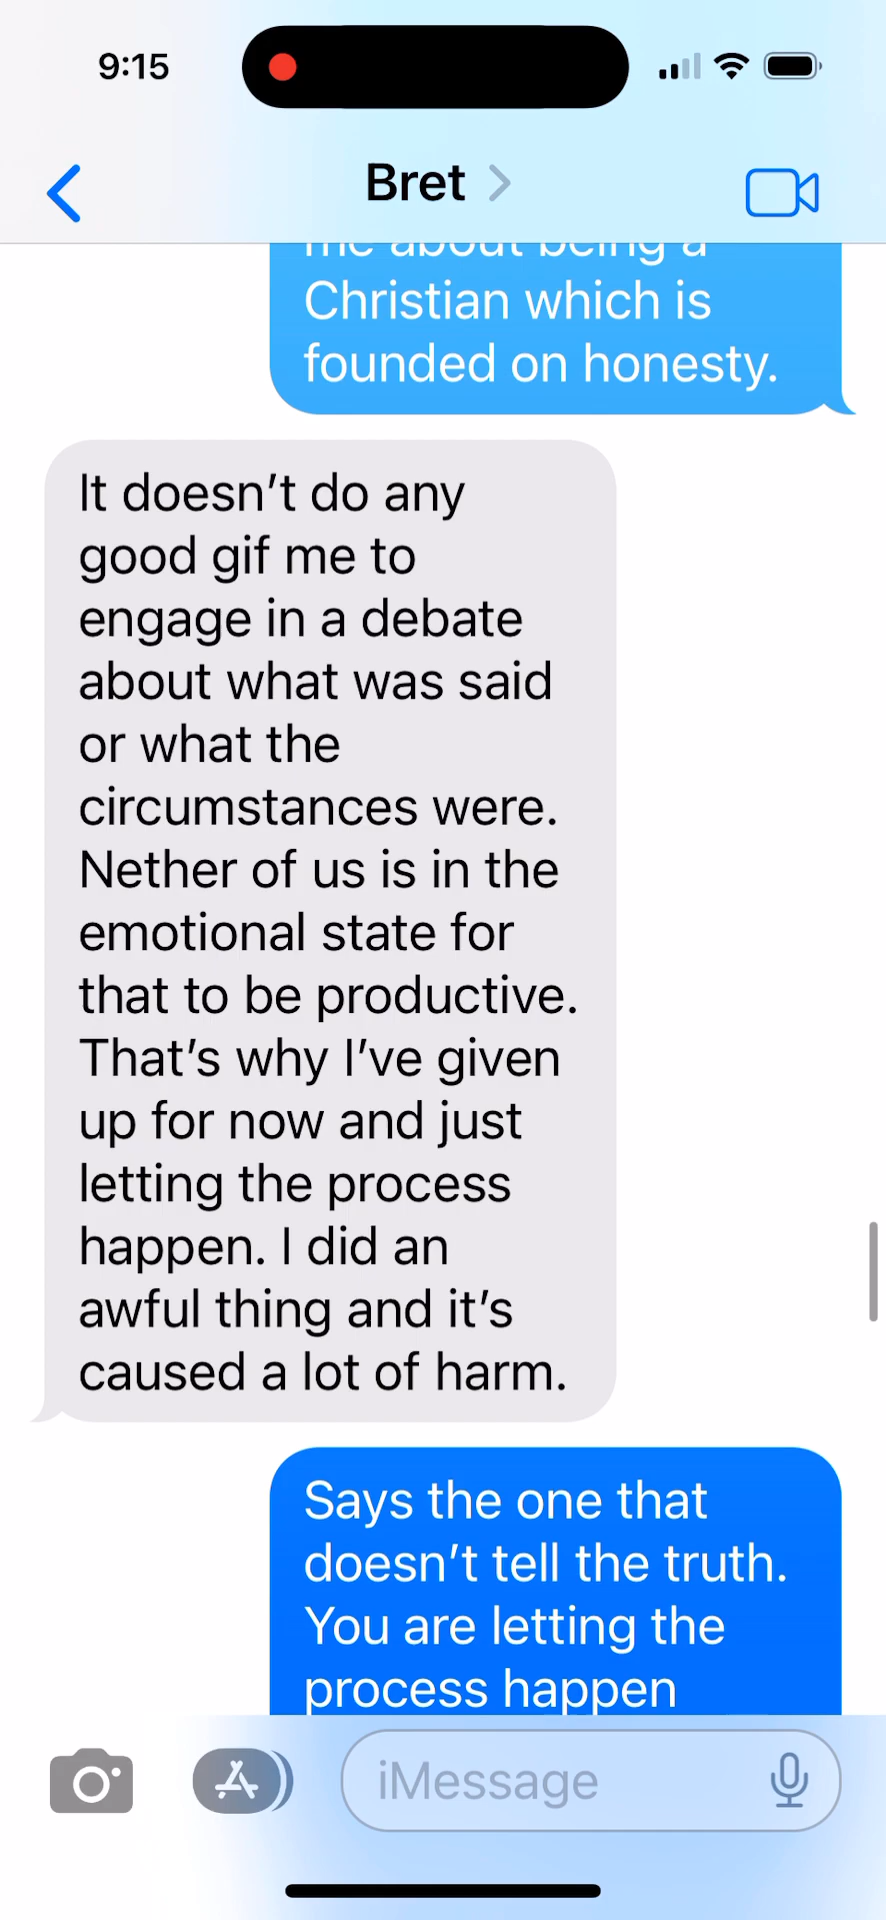 9:15
Bret
me about being a
Christian which is
founded on honesty.
It doesn’t do any
good gif me to
engage in a debate
about what was said
or what the
circumstances were.
Nether of us is in the
emotional state for
that to be productive.
That’s why I’ve given
up for now and just
letting the process
happen. I did an
awful thing and it’s
caused a lot of harm.
Says the one that
doesn’t tell the truth.
You are letting the
process happen
iMessage